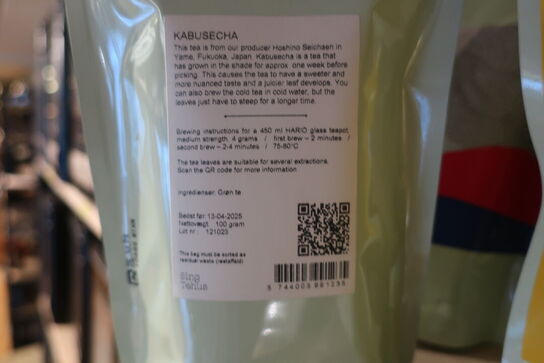 KABUSECHA
This tea is from our producer Hoshino Seichaen in
Yame, Fukuoka, Japan. Kabusecha is a tea that
has grown in the shade for approx. one week before
picking. This causes the tea to have a sweeter and
more nuanced taste and a juicier leaf develops. You
can also brew the cold tea in cold water, but the
leaves just have to steep for a longer time.
Brewing instructions for a 450 ml HARIO glass teapot,
medium strength: 4 grams / first brew – 2 minutes /
second brew – 2-4 minutes / 75-80°C
The tea leaves are suitable for several extractions.
Scan the QR code for more information
Ingredienser: Grøn te
Bedst før: 13-04-2025
Nettovægt: 100 gram
Lot nr.: 121023
This bag must be sorted as
residual waste (restaffald)
Sing
Tehus
5 744003 981235